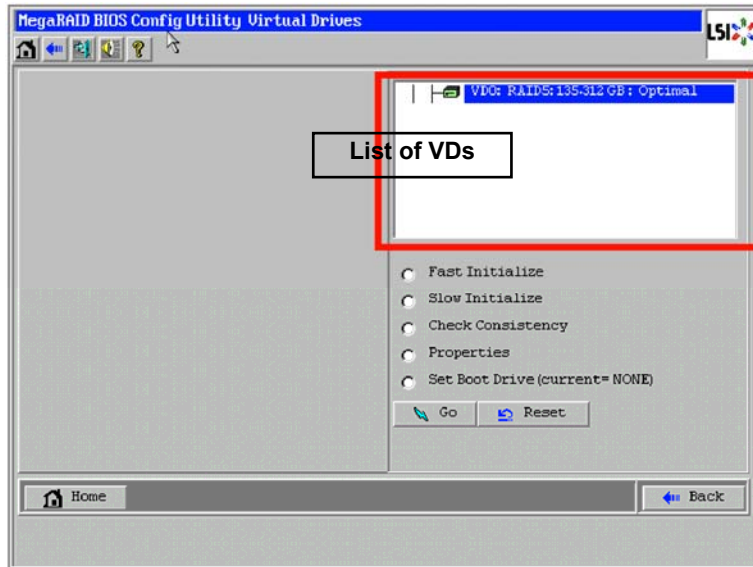 MegaRAID BIOS Config Utility Virtual Drives
LSI
VD0: RAID5:135.312 GB: Optimal
List of VDs
Fast Initialize
Slow Initialize
Check Consistency
Properties
Set Boot Drive (current= NONE)
Go
Reset
Home
Back